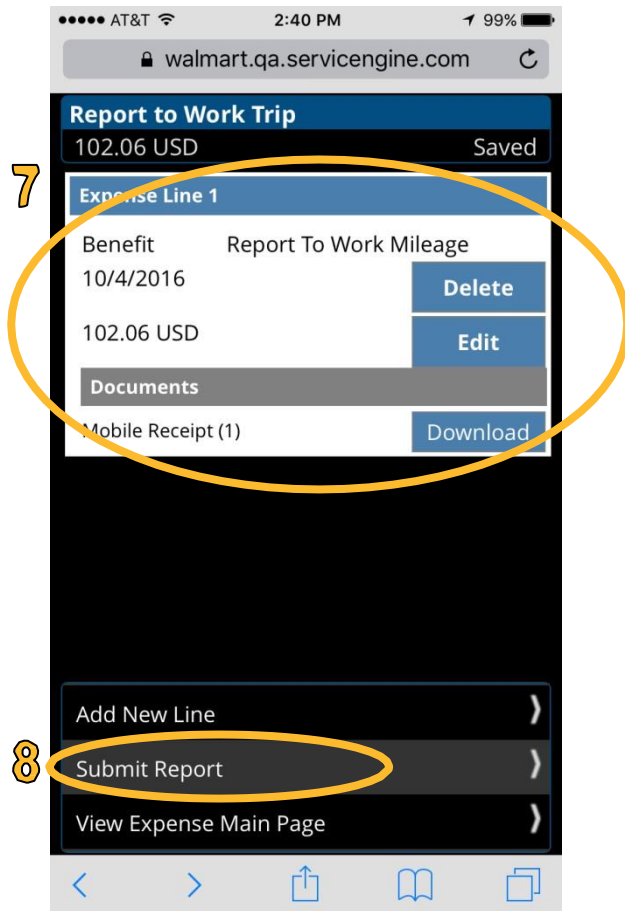 AT&T 2:40 PM 99%
walmart.qa.servicengine.com
Report to Work Trip
102.06 USD Saved
7
Expense Line 1
Benefit Report To Work Mileage
10/4/2016 Delete
102.06 USD Edit
Documents
Mobile Receipt (1) Download
Add New Line
8
Submit Report
View Expense Main Page